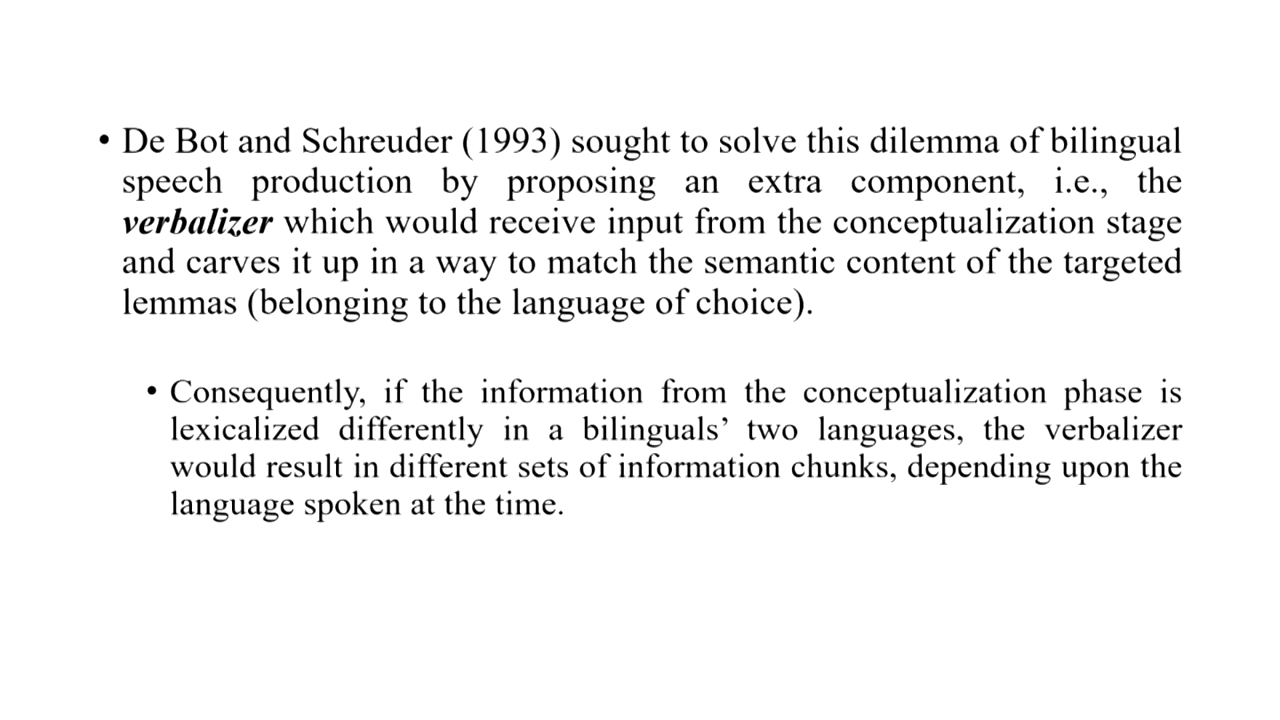 • De Bot and Schreuder (1993) sought to solve this dilemma of bilingual
speech production by proposing an extra component, i.e., the
verbalizer which would receive input from the conceptualization stage
and carves it up in a way to match the semantic content of the targeted
lemmas (belonging to the language of choice).
• Consequently, if the information from the conceptualization phase is
lexicalized differently in a bilinguals’ two languages, the verbalizer
would result in different sets of information chunks, depending upon the
language spoken at the time.